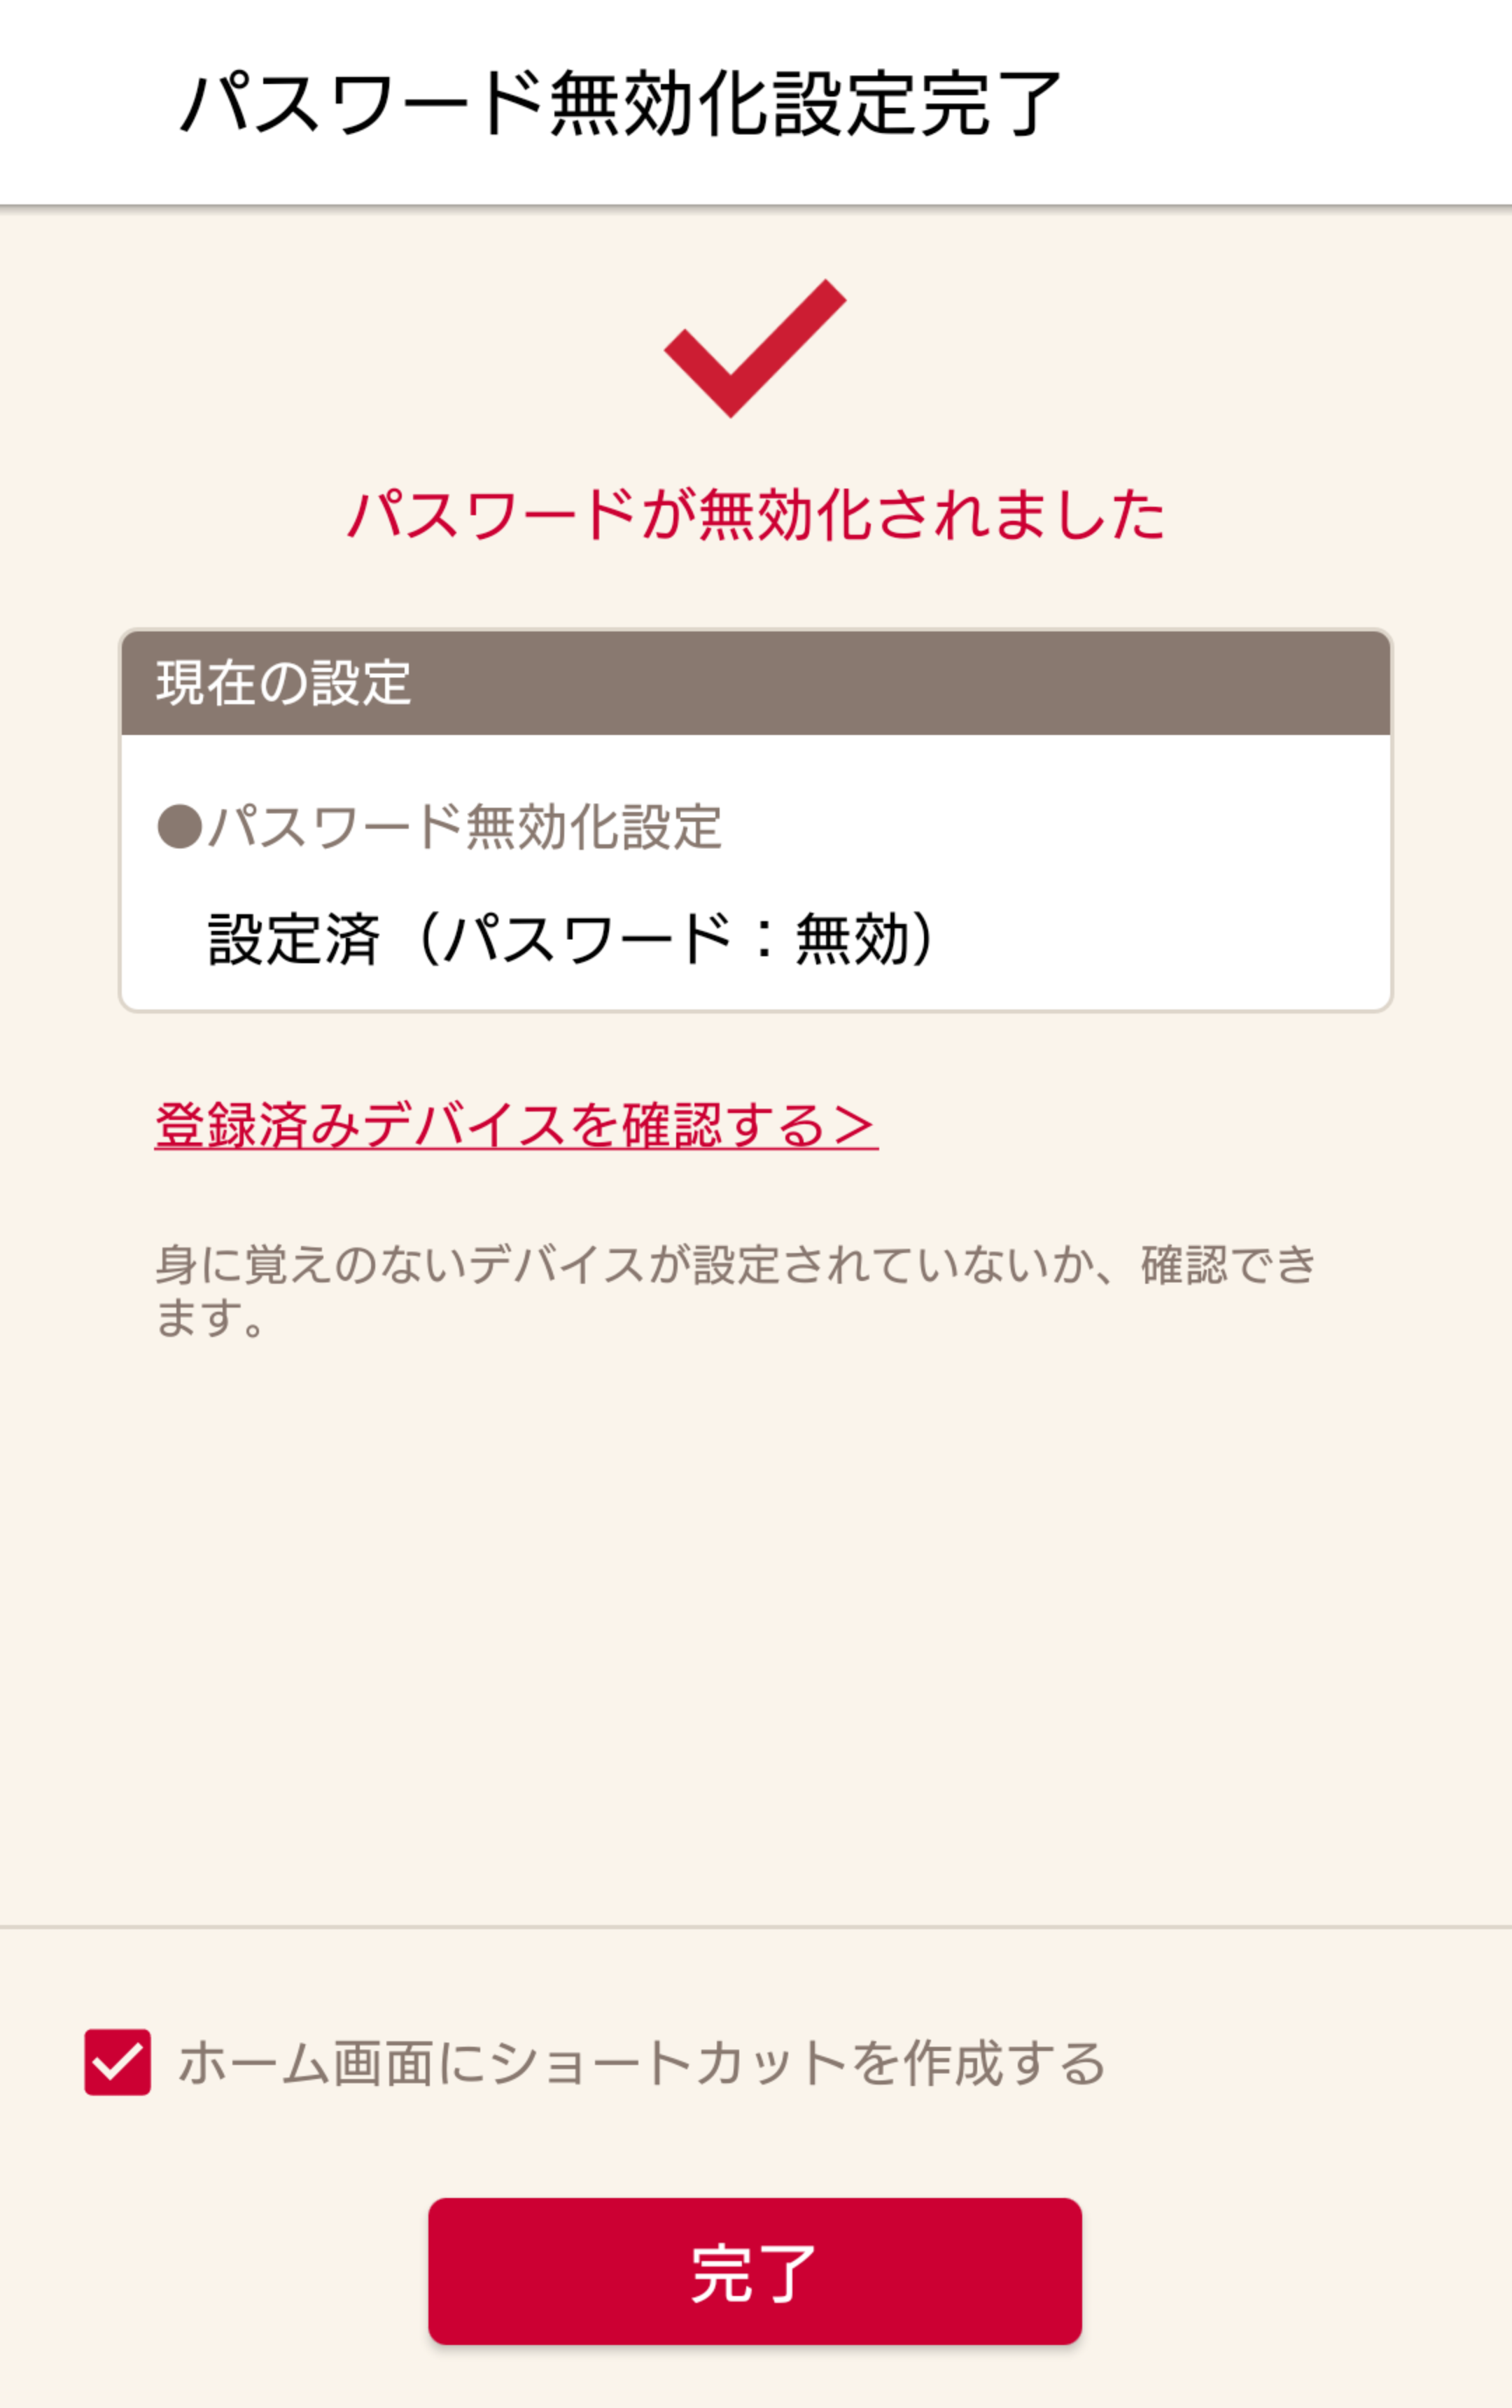 パスワード無効化設定完了
パスワードが無効化されました
現在の設定
●パスワード無効化設定
設定済（パスワード：無効）
登録済みデバイスを確認する＞
身に覚えのないデバイスが設定されていないか、確認でき
ます。
ホーム画面にショートカットを作成する
完了